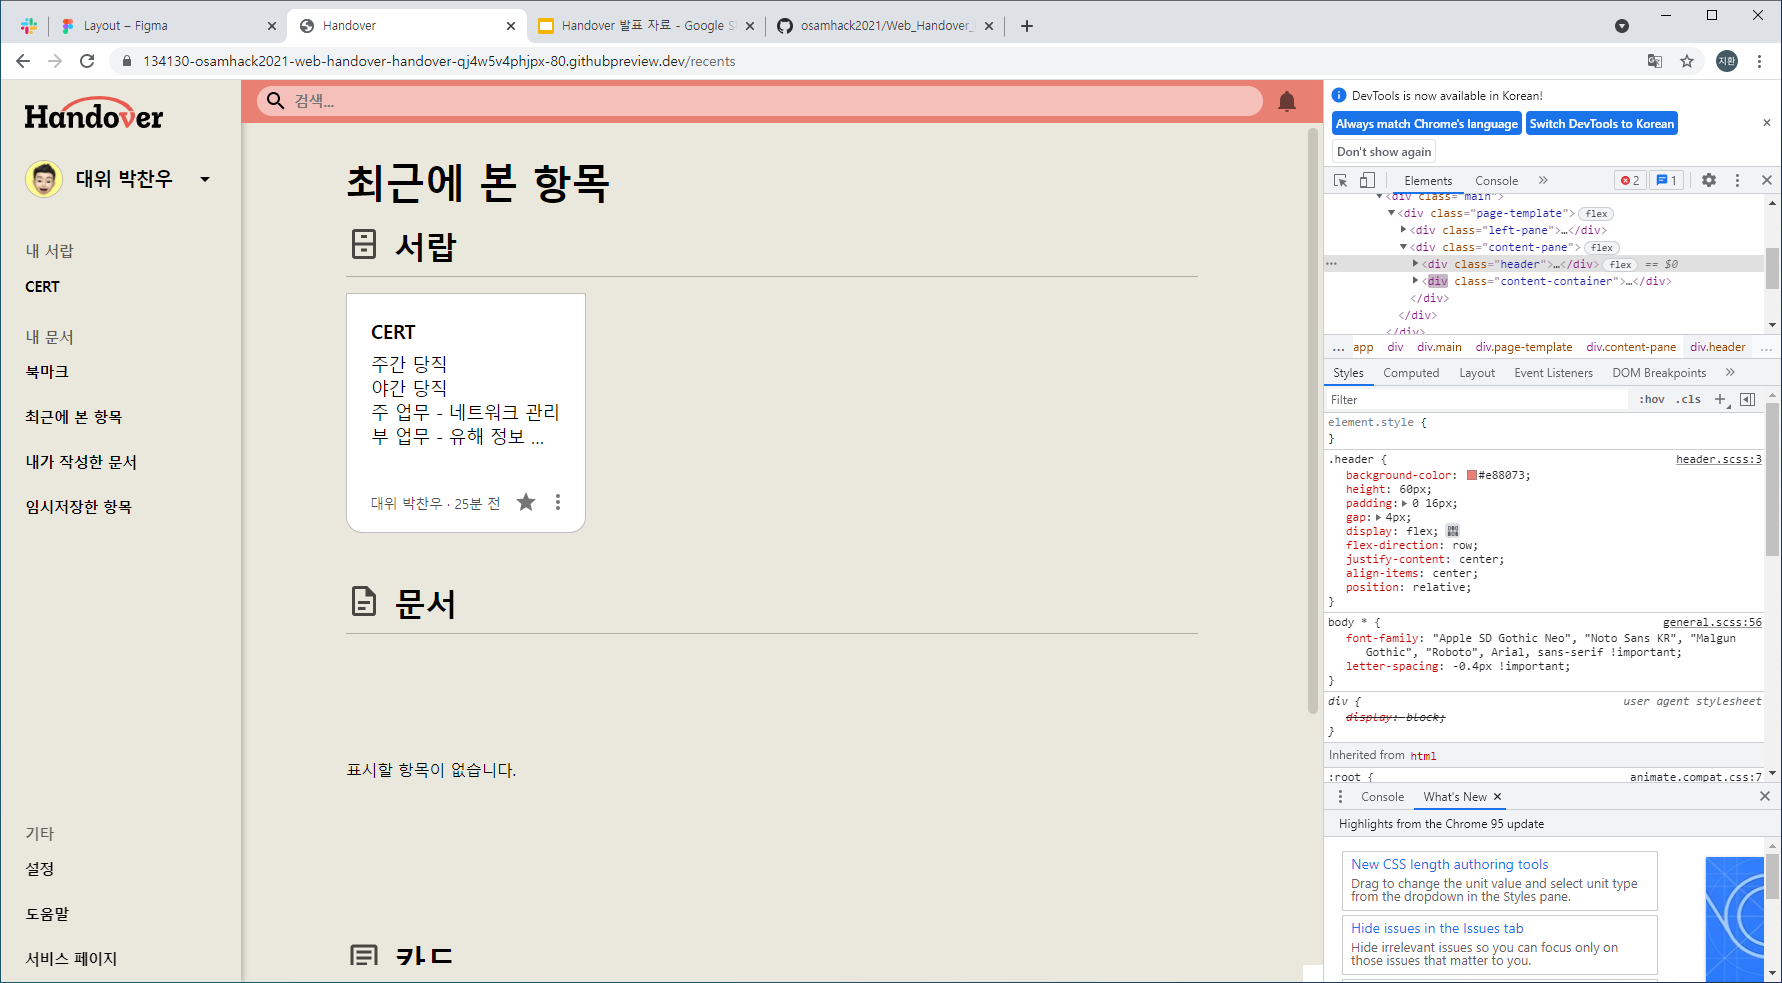 Layout – Figma
Handover
Handover 발표 자료 - Google S
osamhack2021/Web_Handover_
134130-osamhack2021-web-handover-handover-qj4w5v4phjpx-80.githubpreview.dev/recents
지환
Handover
대위 박찬우
내 서랍
CERT
내 문서
북마크
최근에 본 항목
내가 작성한 문서
임시저장한 항목
기타
설정
도움말
서비스 페이지
검색...
최근에 본 항목
서랍
CERT
주간 당직
야간 당직
주 업무 - 네트워크 관리
부 업무 - 유해 정보 ...
대위 박찬우 · 25분 전
문서
표시할 항목이 없습니다.
카드
DevTools is now available in Korean!
Always match Chrome's language
Switch DevTools to Korean
Don't show again
Elements
Console
2
1
<div class="main">
<div class="page-template"> flex
<div class="left-pane">…</div>
<div class="content-pane"> flex
<div class="header">…</div> flex == $0
<div class="content-container">…</div>
</div>
</div>
</div>
... app div div.main div.page-template div.content-pane div.header ...
Styles Computed Layout Event Listeners DOM Breakpoints
Filter :hov .cls
element.style {
}
.header { header.scss:3
background-color: #e88073;
height: 60px;
padding: 0 16px;
gap: 4px;
display: flex;
flex-direction: row;
justify-content: center;
align-items: center;
position: relative;
}
body * { general.scss:56
font-family: "Apple SD Gothic Neo", "Noto Sans KR", "Malgun
Gothic", "Roboto", Arial, sans-serif !important;
letter-spacing: -0.4px !important;
}
div { user agent stylesheet
display: block;
}
Inherited from html
:root { animate.compat.css:7
Console What's New
Highlights from the Chrome 95 update
New CSS length authoring tools
Drag to change the unit value and select unit type
from the dropdown in the Styles pane.
Hide issues in the Issues tab
Hide irrelevant issues so you can focus only on
those issues that matter to you.